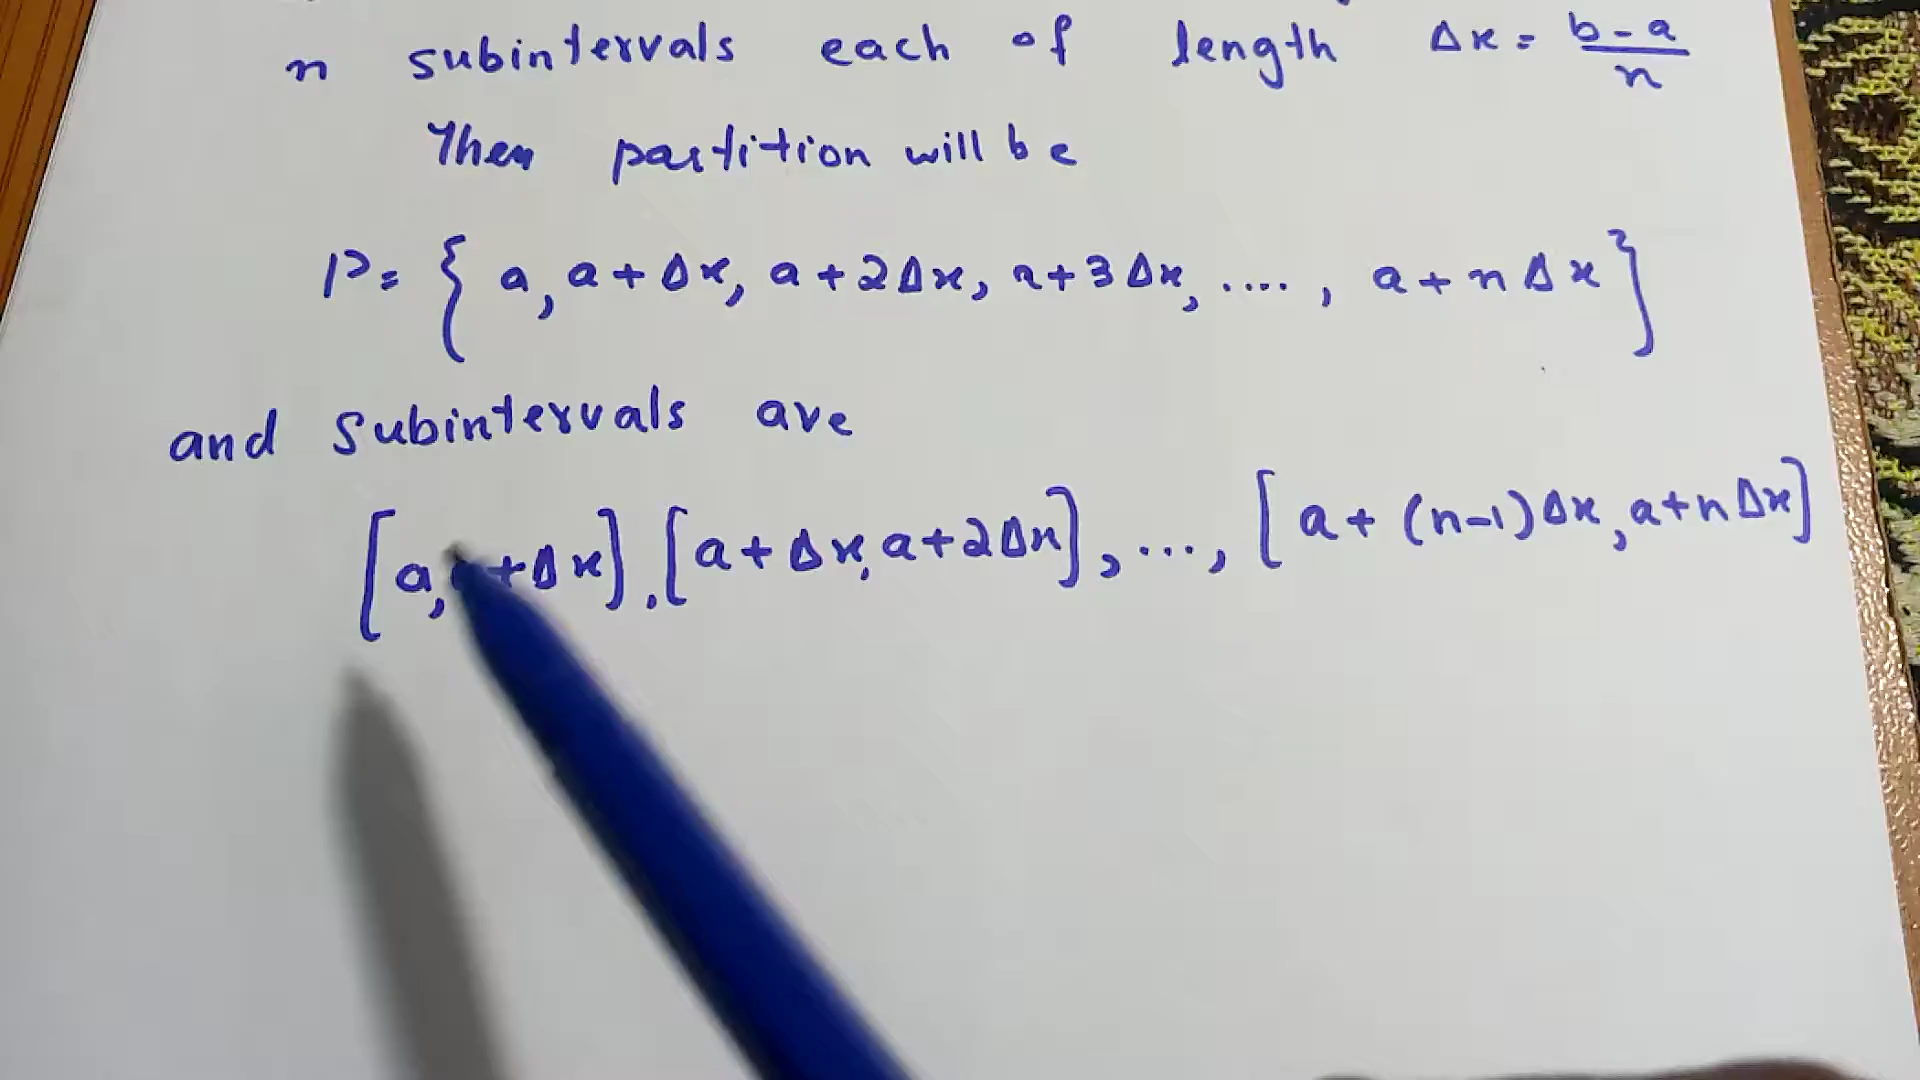 n subintervals each of length Δx = b-a/n
Then partition will be
P = { a, a+Δx, a+2Δx, a+3Δx, ...., a+nΔx }
and subintervals are
[a, +Δx], [a+Δx, a+2Δx], ..., [a+(n-1)Δx, a+nΔx]